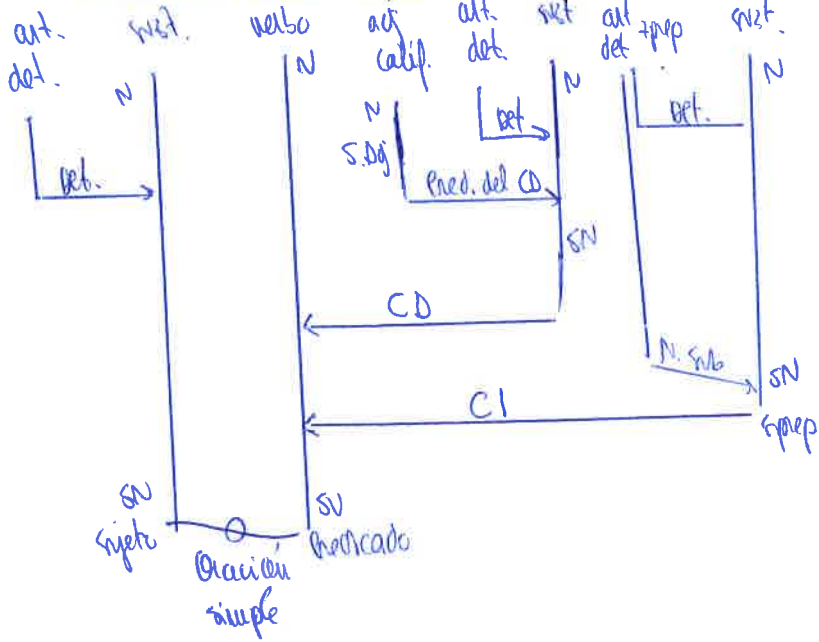 art. det.
sust.
verbo
adj calif.
art. det.
sust
art det + prep
sust.
N
N
N
N
N
S.Adj
Det.
Det
Det.
Pred. del CD
SN
CD
N. sub
SN
CI
Sprep
SN
sujeto
SV
Predicado
Oración
simple